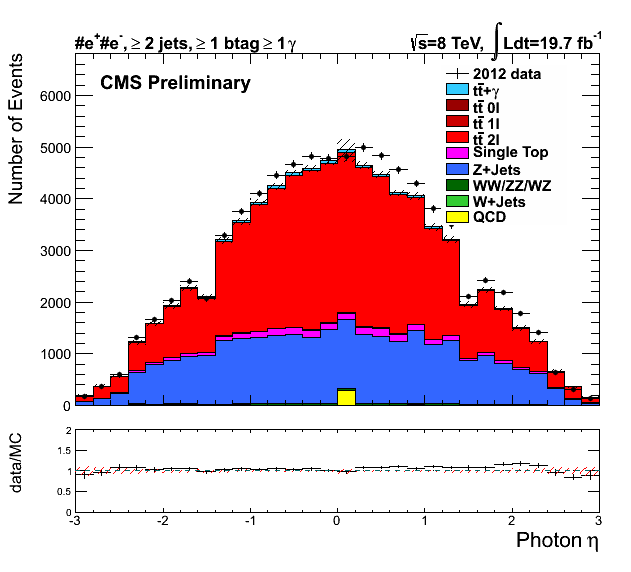 #e⁺#e⁻, ≥ 2 jets, ≥ 1 btag ≥ 1 γ
√s=8 TeV, ∫ Ldt=19.7 fb⁻¹
CMS Preliminary
2012 data
tt̄+γ
tt̄ 0l
tt̄ 1l
tt̄ 2l
Single Top
Z+Jets
WW/ZZ/WZ
W+Jets
QCD
Number of Events
6000
5000
4000
3000
2000
1000
0
data/MC
2
1.5
1
0.5
0
-3 -2 -1 0 1 2 3
Photon η